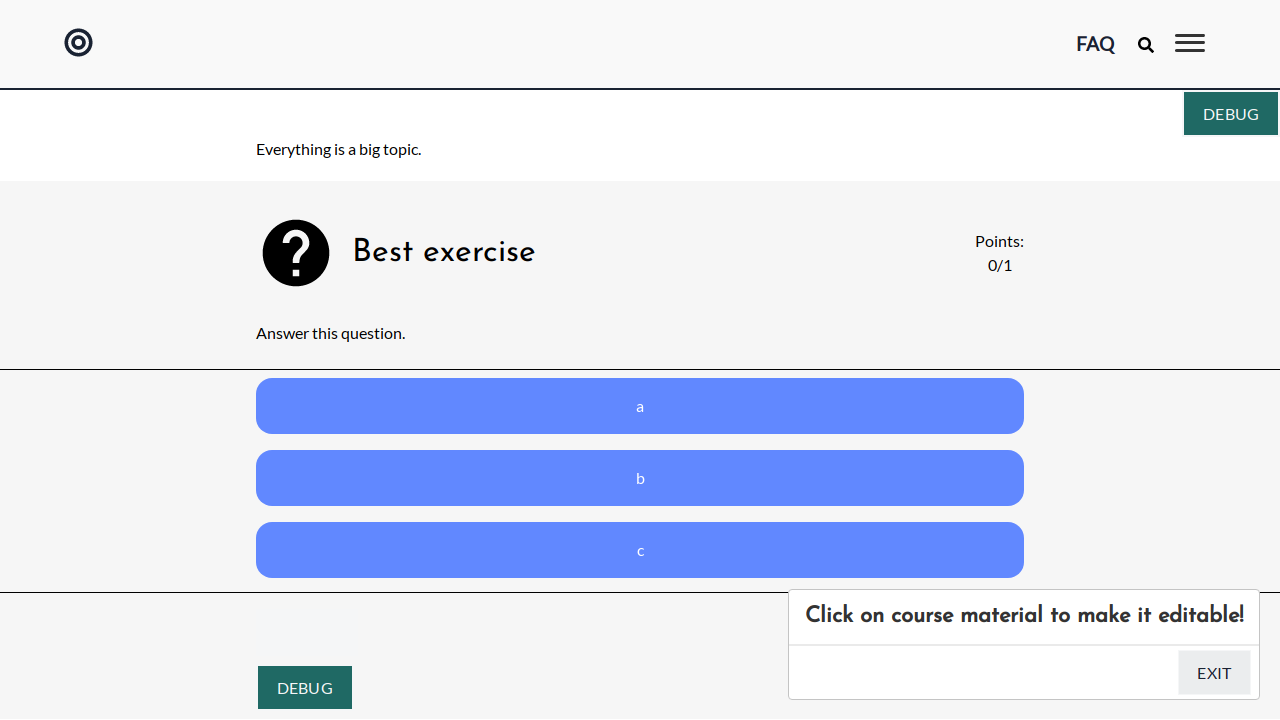 FAQ
DEBUG
Everything is a big topic.
Best exercise
Points:
0/1
Answer this question.
a
b
c
Click on course material to make it editable!
EXIT
DEBUG